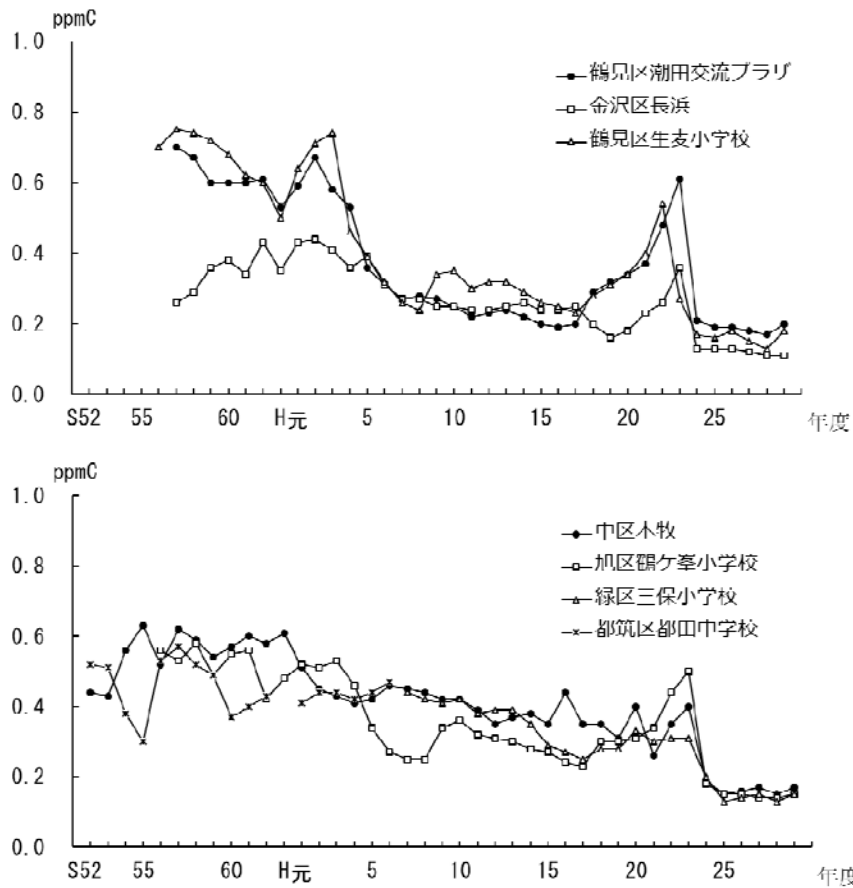 ppmC
1.0
鶴見区潮田交流プラザ
金沢区長浜
0.8
鶴見区生麦小学校
0.6
0.4
0.2
0.0
S52 55 60 H元 5 10 15 20 25 年度
ppmC
1.0
中区本牧
旭区鶴ケ峯小学校
0.8
緑区三保小学校
都筑区都田中学校
0.6
0.4
0.2
0.0
S52 55 60 H元 5 10 15 20 25 年度